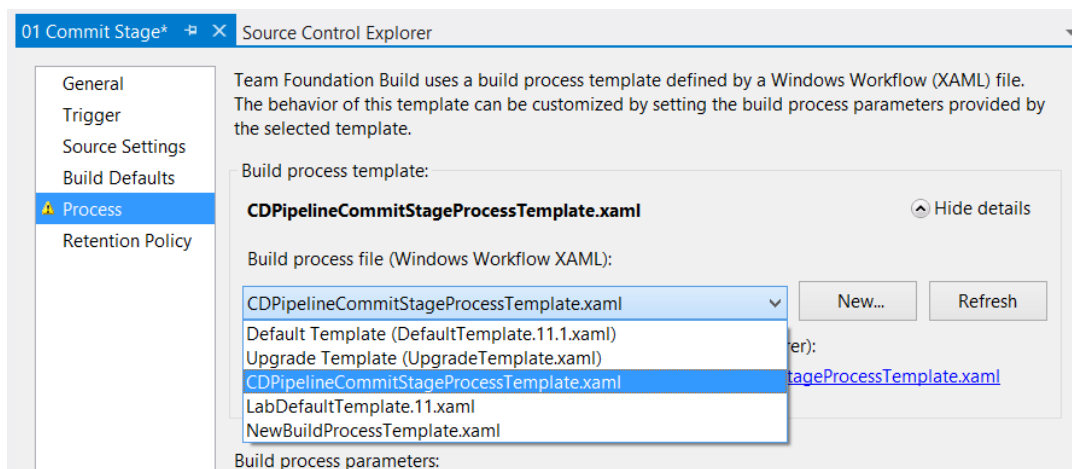 01 Commit Stage*
Source Control Explorer
General
Trigger
Source Settings
Build Defaults
Process
Retention Policy
Team Foundation Build uses a build process template defined by a Windows Workflow (XAML) file.
The behavior of this template can be customized by setting the build process parameters provided by
the selected template.
Build process template:
CDPipelineCommitStageProcessTemplate.xaml
Hide details
Build process file (Windows Workflow XAML):
CDPipelineCommitStageProcessTemplate.xaml
New...
Refresh
Default Template (DefaultTemplate.11.1.xaml)
Upgrade Template (UpgradeTemplate.xaml)
CDPipelineCommitStageProcessTemplate.xaml
LabDefaultTemplate.11.xaml
NewBuildProcessTemplate.xaml
er):
tageProcessTemplate.xaml
Build process parameters: